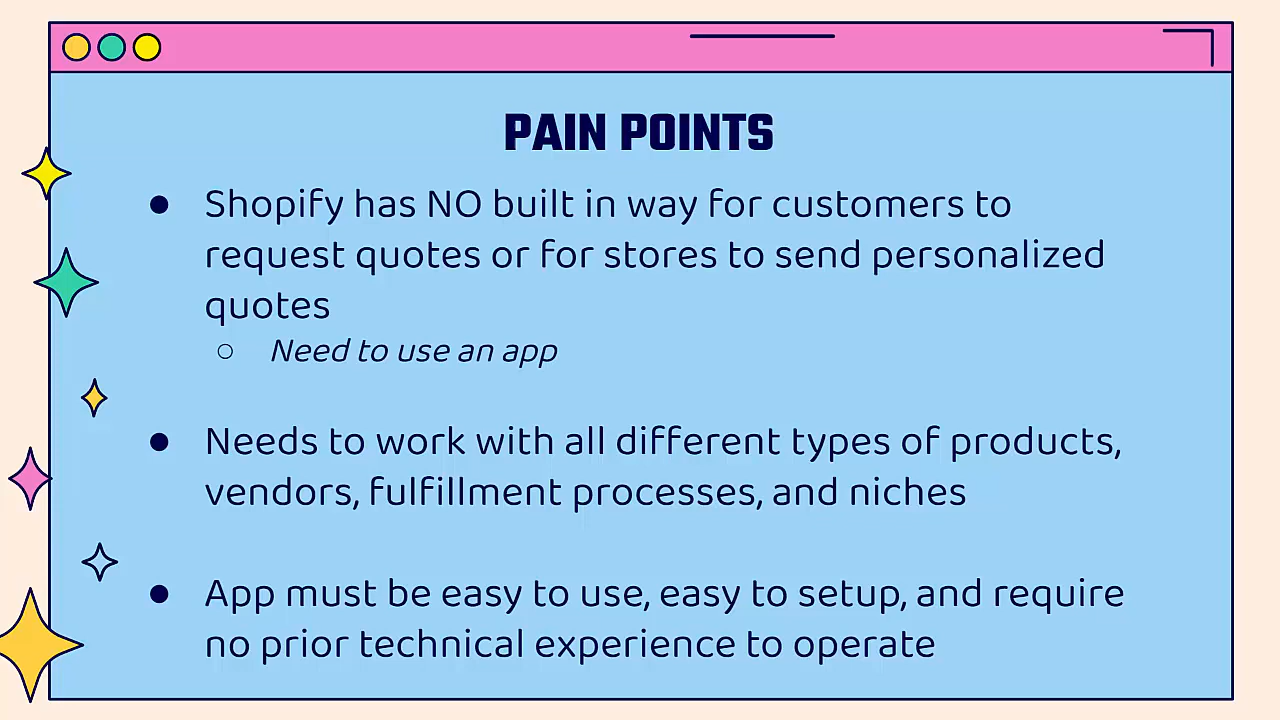 PAIN POINTS
● Shopify has NO built in way for customers to
request quotes or for stores to send personalized
quotes
○ Need to use an app
● Needs to work with all different types of products,
vendors, fulfillment processes, and niches
● App must be easy to use, easy to setup, and require
no prior technical experience to operate